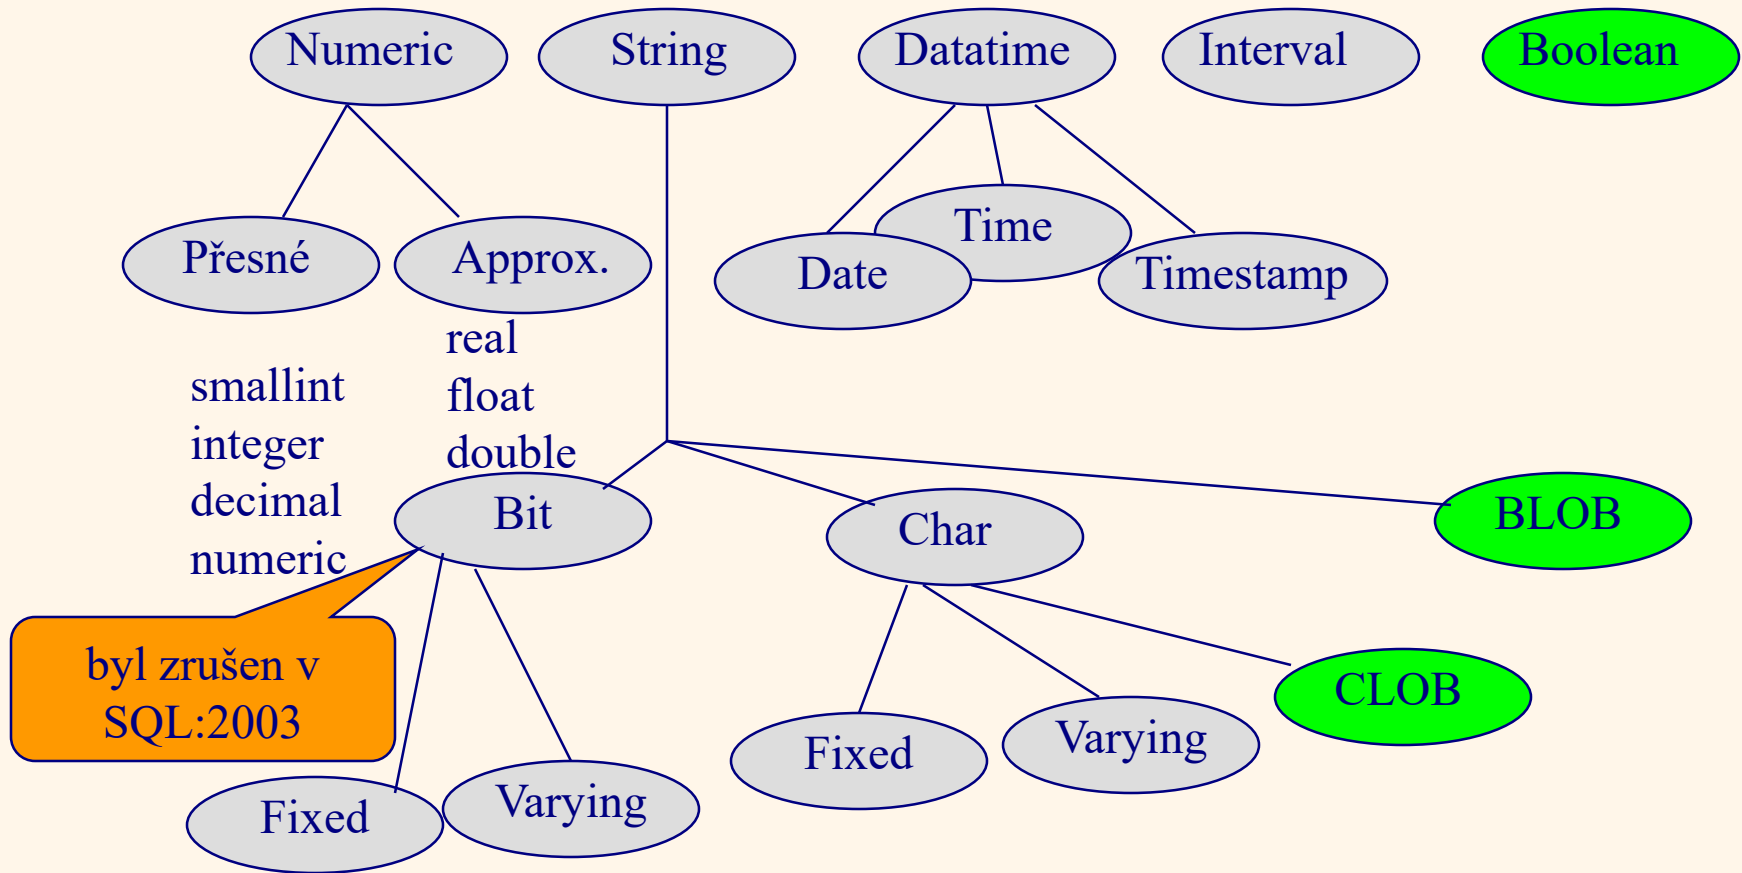 Numeric
String
Datatime
Interval
Boolean
Přesné
Approx.
Time
Date
Timestamp
real
float
double
smallint
integer
decimal
numeric
Bit
Char
BLOB
byl zrušen v
SQL:2003
CLOB
Fixed
Varying
Fixed
Varying